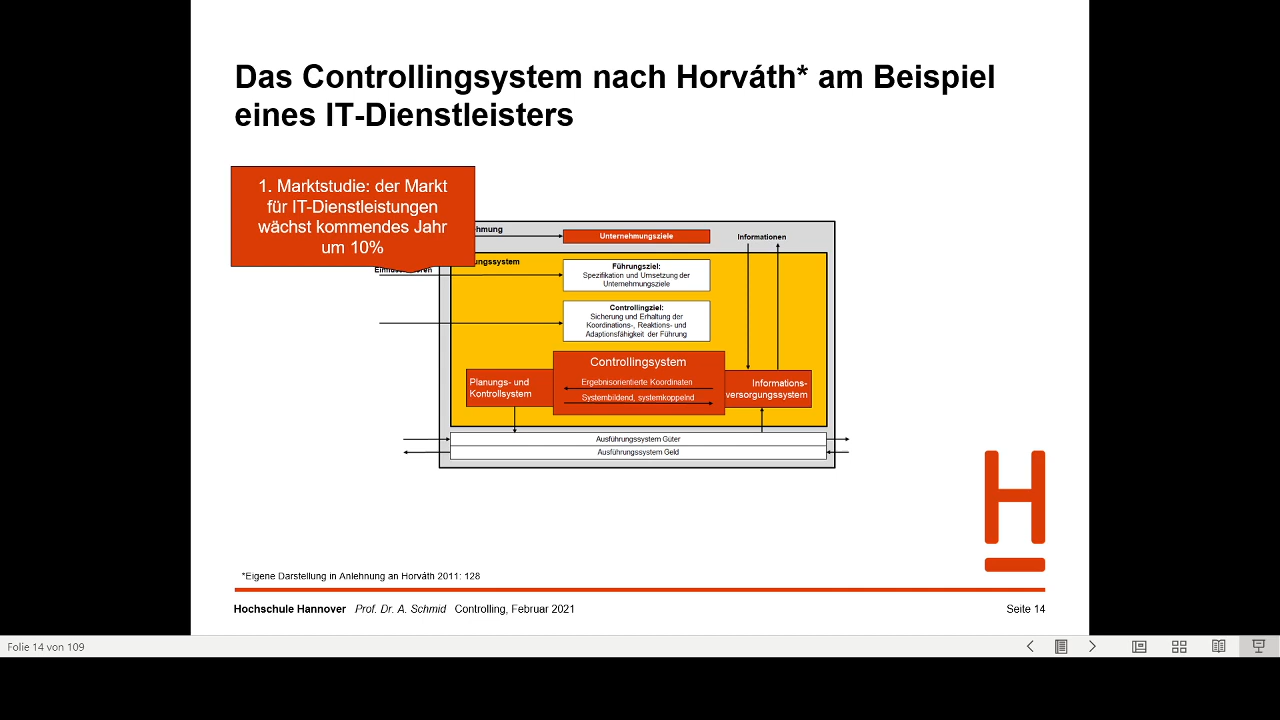 Das Controllingsystem nach Horváth* am Beispiel
eines IT-Dienstleisters
1. Marktstudie: der Markt
für IT-Dienstleistungen
wächst kommendes Jahr
um 10%
Unternehmungsziele
Informationen
Führungsziel:
Spezifikation und Umsetzung der
Unternehmungsziele
Controllingziel:
Sicherung und Erhaltung der
Koordinations-, Reaktions- und
Adaptionsfähigkeit der Führung
Controllingsystem
Ergebnisorientierte Koordinaten
Systembildend, systemkoppelnd
Planungs- und
Kontrollsystem
Informations-
versorgungssystem
Ausführungssystem Güter
Ausführungssystem Geld
H
*Eigene Darstellung in Anlehnung an Horváth 2011: 128
Hochschule Hannover Prof. Dr. A. Schmid Controlling, Februar 2021
Seite 14
Folie 14 von 109